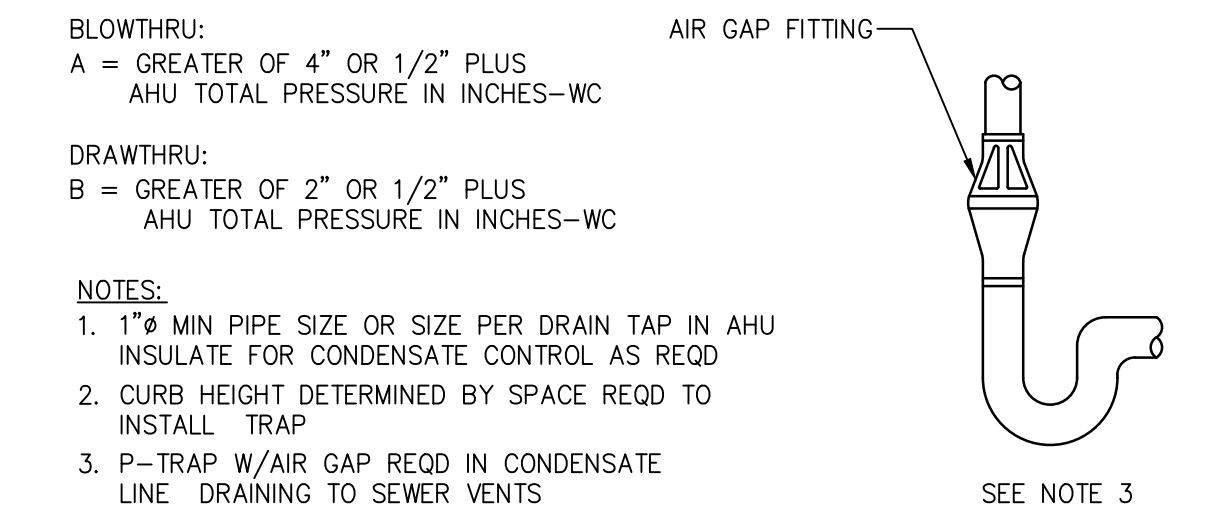 BLOWTHRU:
A = GREATER OF 4” OR 1/2” PLUS
AHU TOTAL PRESSURE IN INCHES–WC
DRAWTHRU:
B = GREATER OF 2” OR 1/2” PLUS
AHU TOTAL PRESSURE IN INCHES–WC
NOTES:
1. 1”ø MIN PIPE SIZE OR SIZE PER DRAIN TAP IN AHU
INSULATE FOR CONDENSATE CONTROL AS REQD
2. CURB HEIGHT DETERMINED BY SPACE REQD TO
INSTALL TRAP
3. P–TRAP W/AIR GAP REQD IN CONDENSATE
LINE DRAINING TO SEWER VENTS
AIR GAP FITTING
SEE NOTE 3